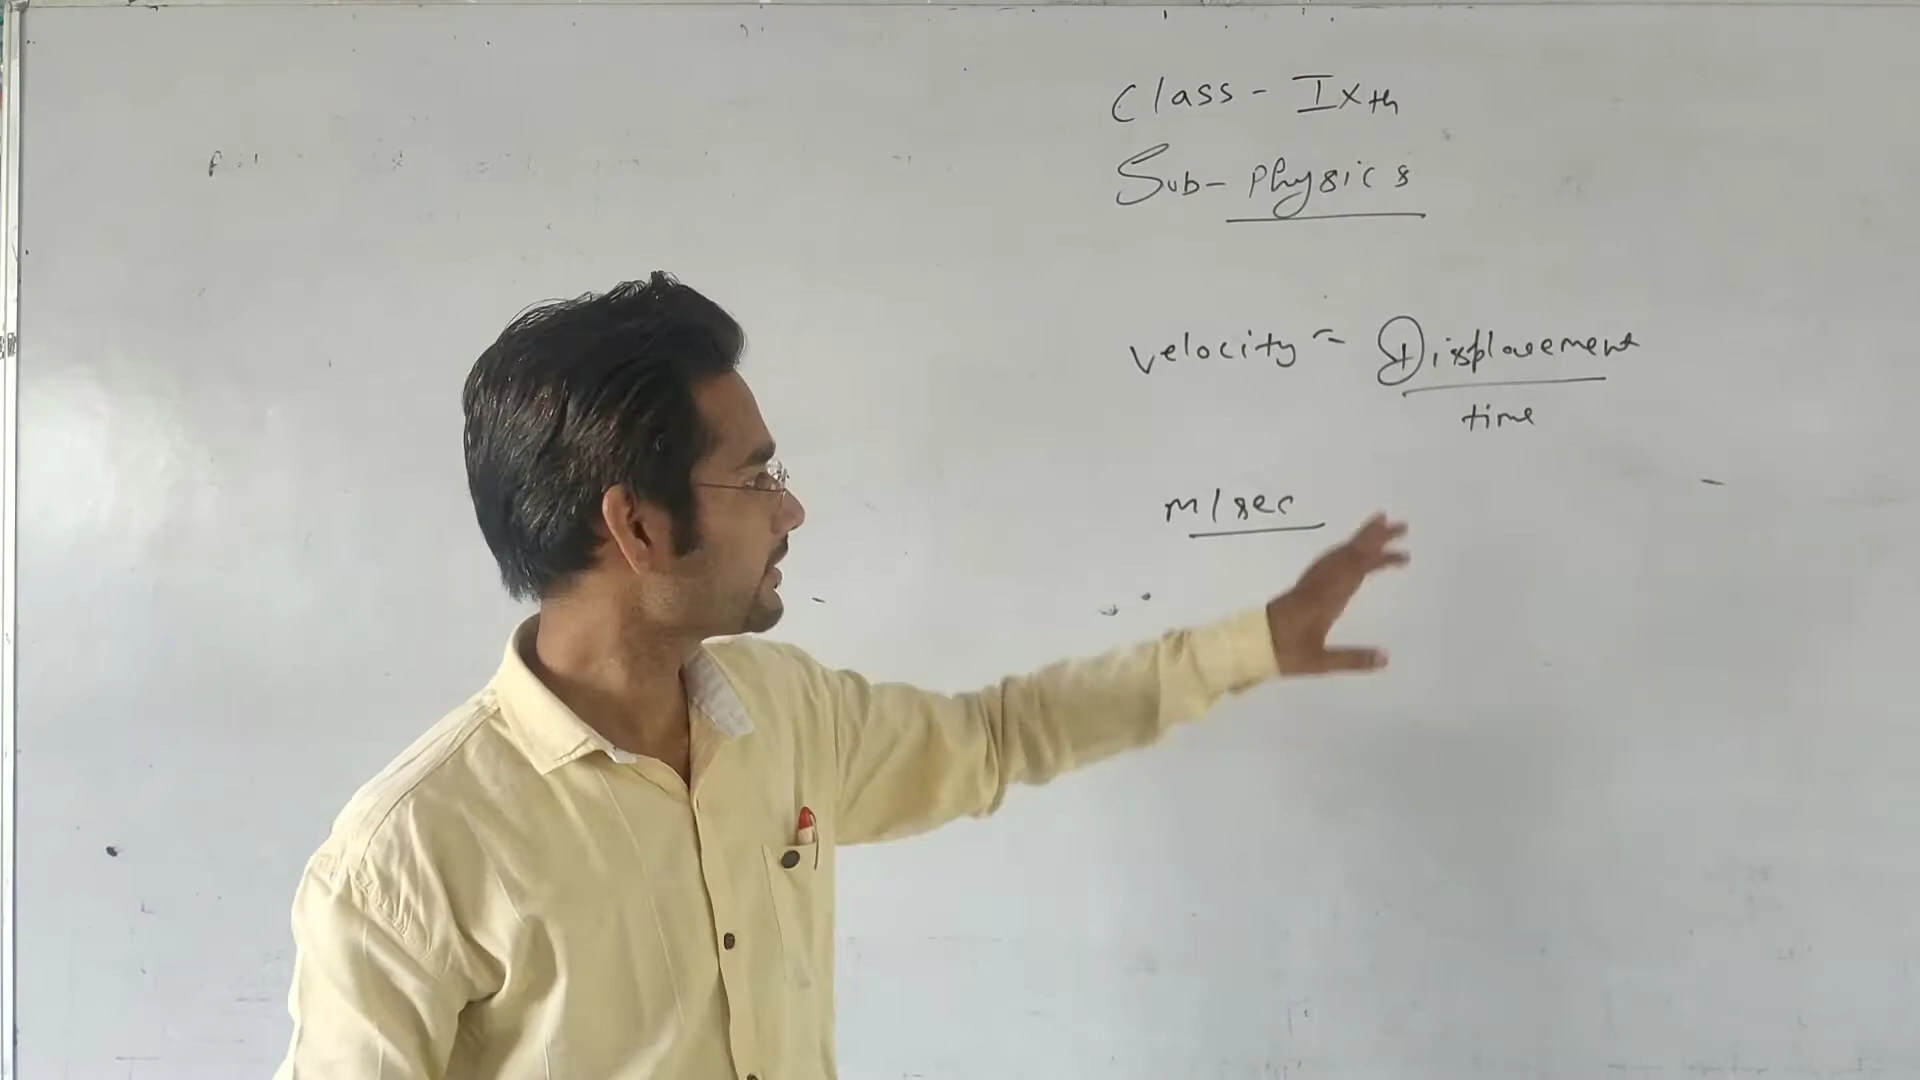 Class - IXth
Sub - Physics
velocity = Displacement
time
m/sec